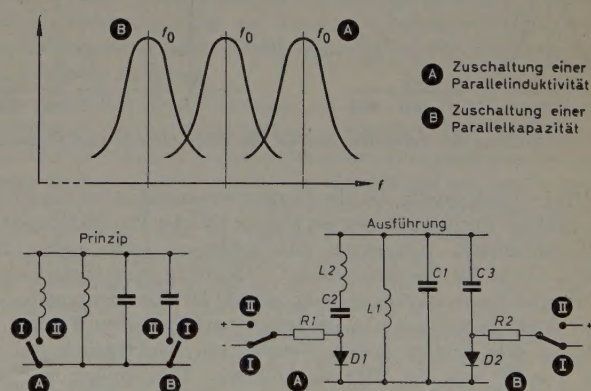 B f0 f0 f0 A
A Zuschaltung einer
Parallelinduktivität
B Zuschaltung einer
Parallelkapazität
f
Prinzip
Ausführung
L2 C1 C3
I II II I
II C2 L1 II
+ R1 R2 +
- -
I D1 D2 I
A B A B